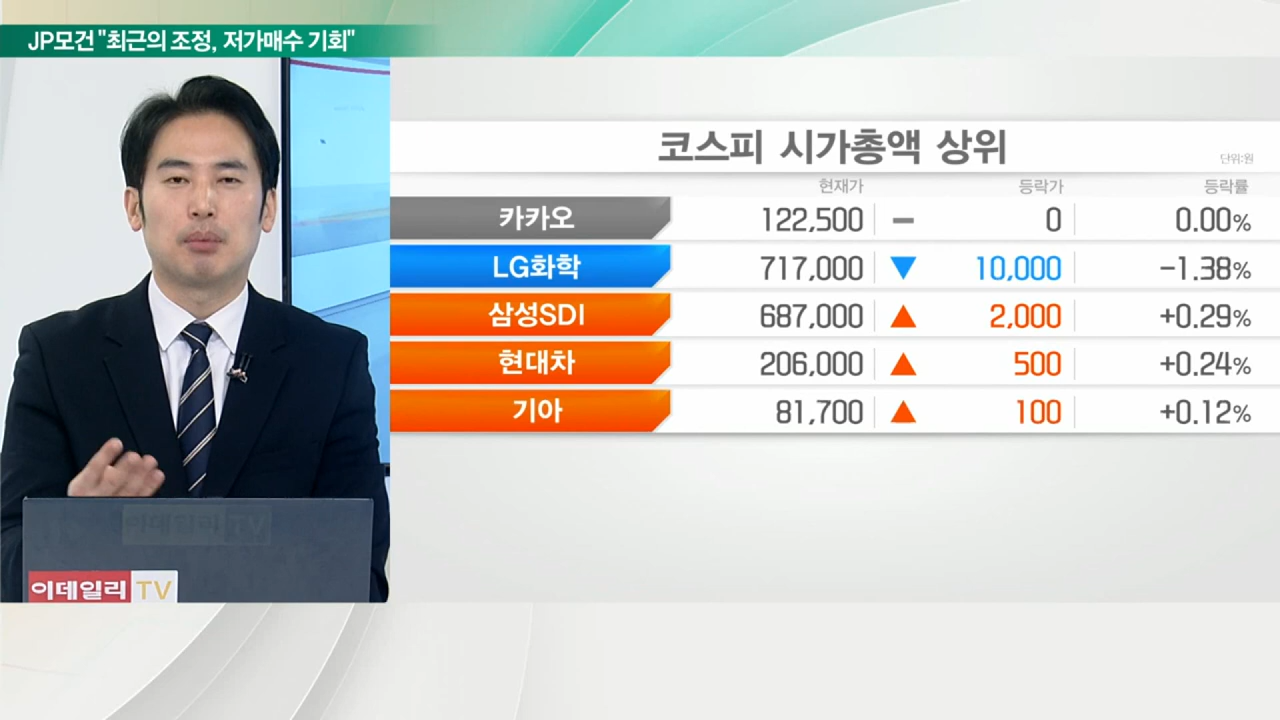 JP모건 "최근의 조정, 저가매수 기회"
코스피 시가총액 상위
단위:원
현재가 등락가 등락률
카카오 122,500 0 0.00%
LG화학 717,000 ▼ 10,000 -1.38%
삼성SDI 687,000 ▲ 2,000 +0.29%
현대차 206,000 ▲ 500 +0.24%
기아 81,700 ▲ 100 +0.12%
이데일리 TV
이데일리 TV